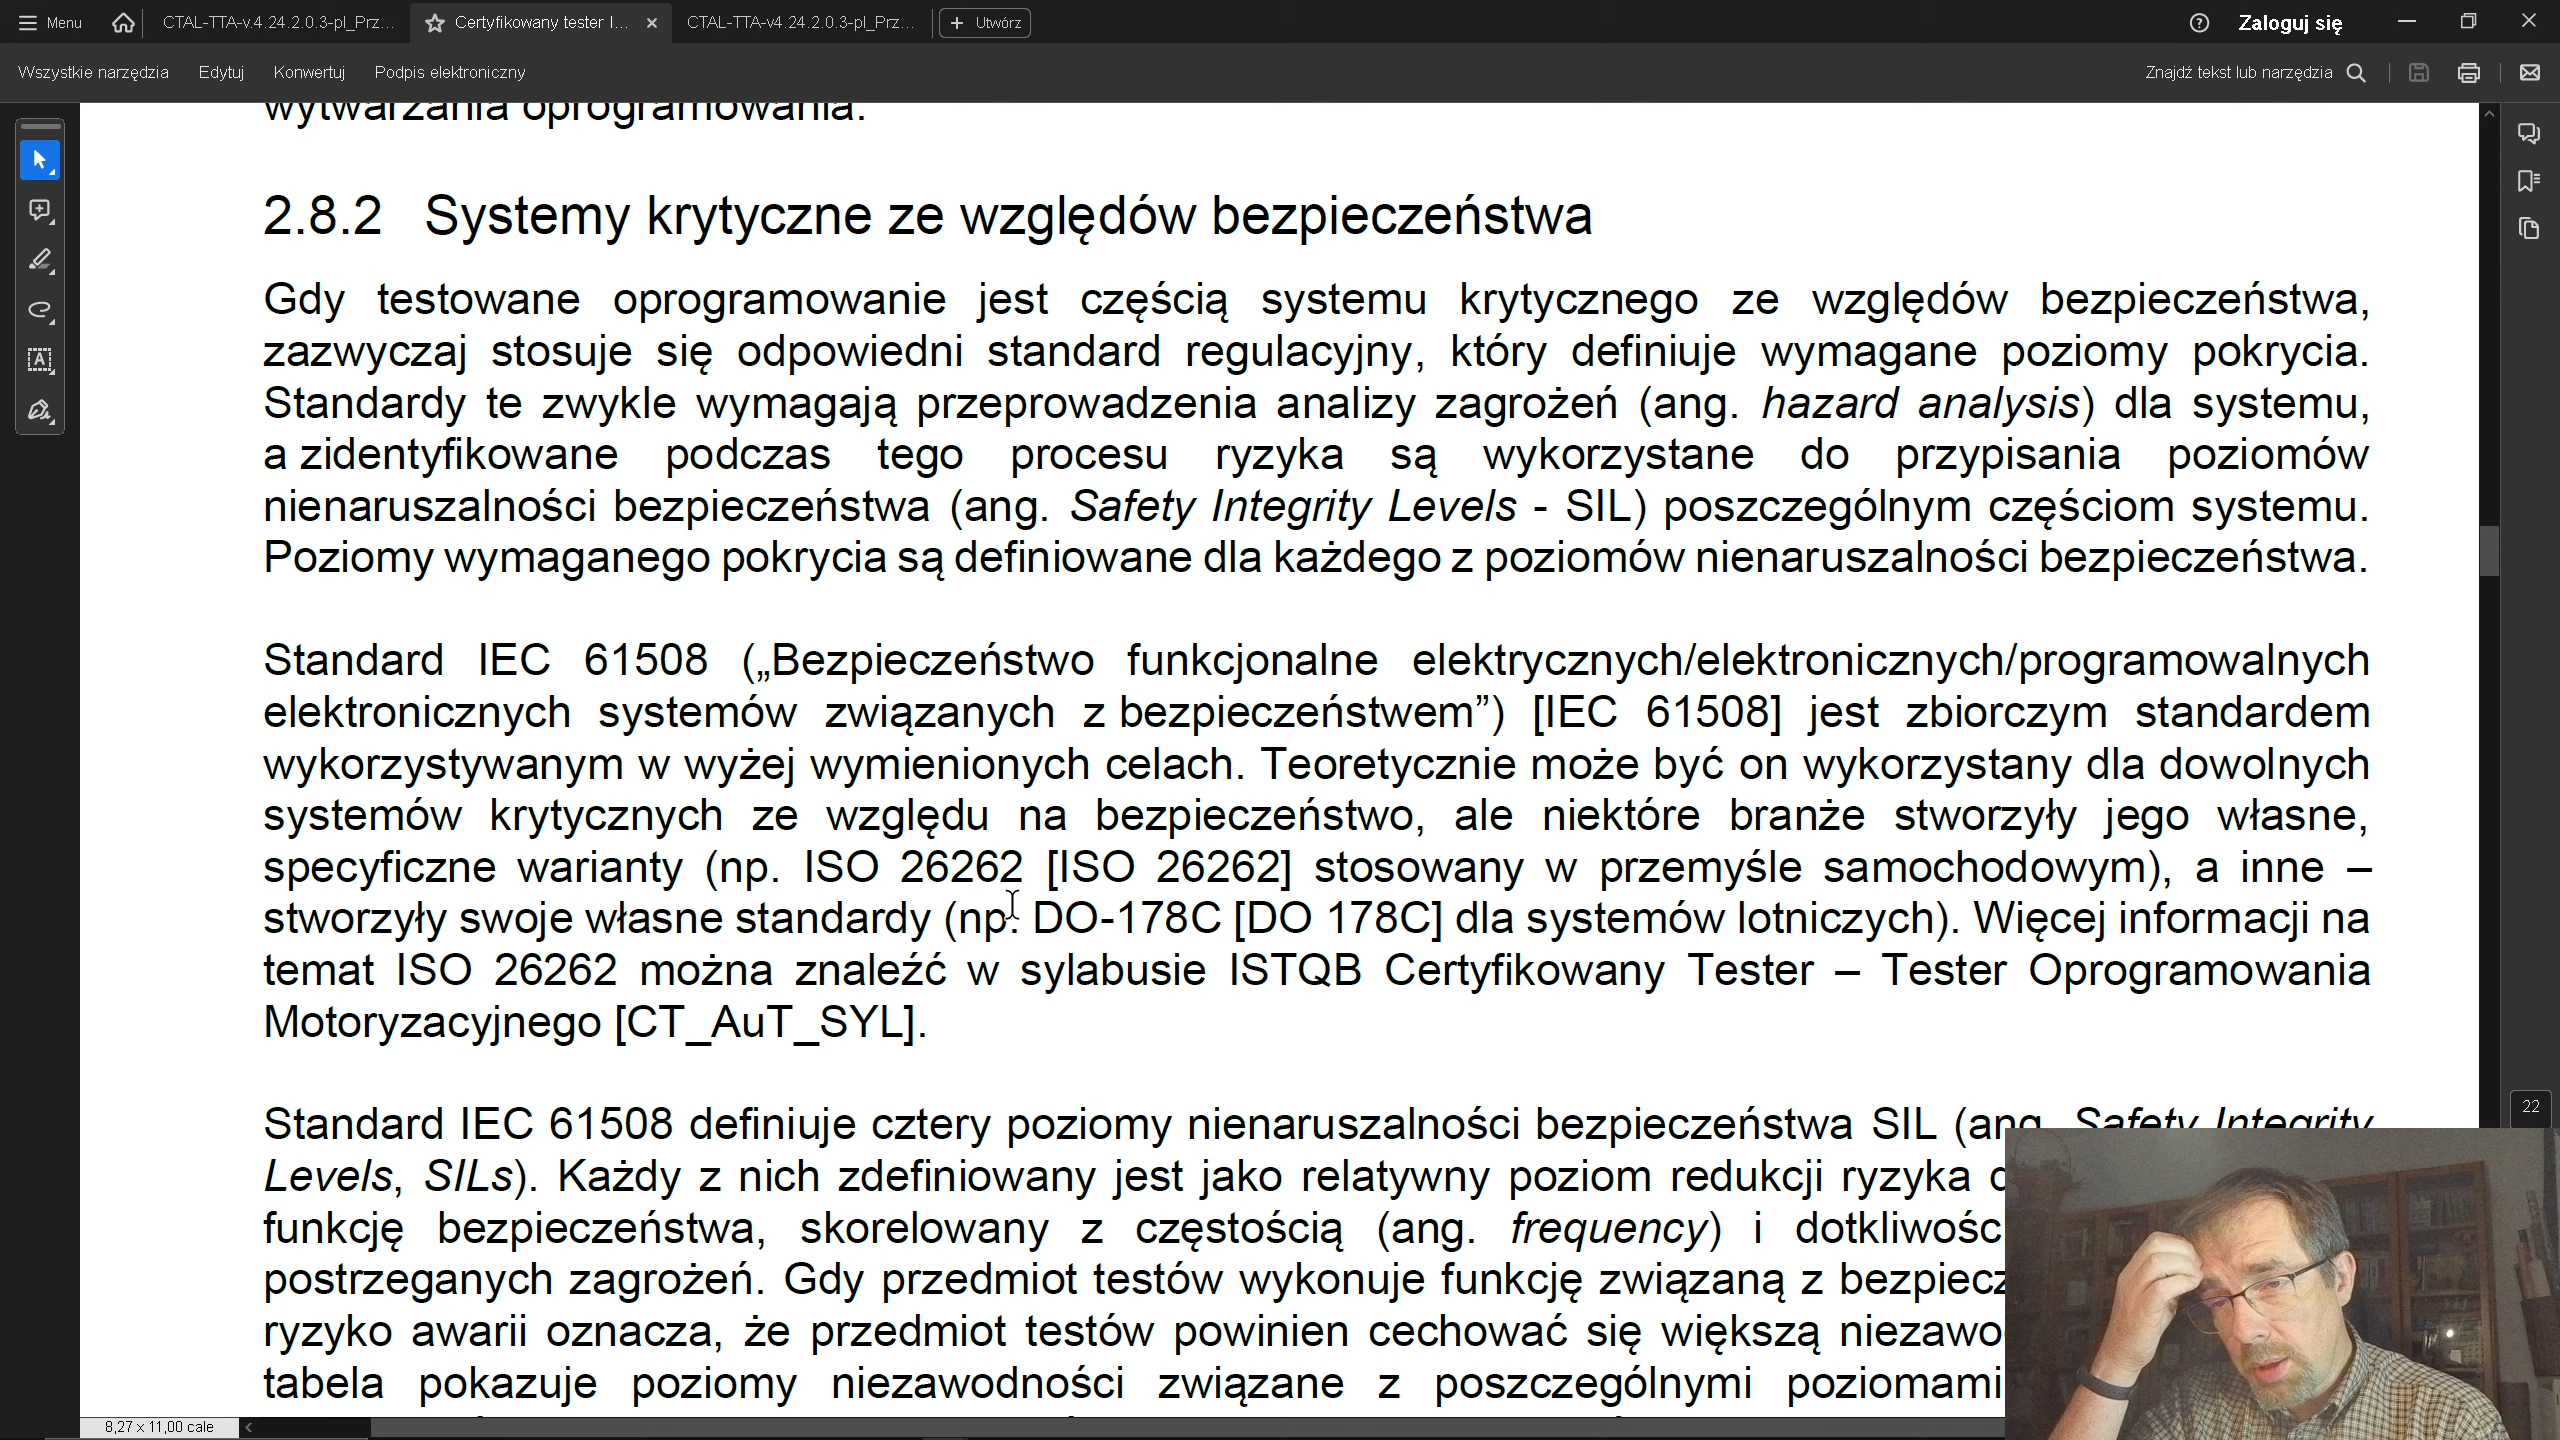 Menu
CTAL-TTA-v.4.24.2.0.3-pl_Prz...
Certyfikowany tester I...
CTAL-TTA-v4.24.2.0.3-pl_Prz...
Utwórz
Zaloguj się
Wszystkie narzędzia
Edytuj
Konwertuj
Podpis elektroniczny
Znajdź tekst lub narzędzia
wytwarzania oprogramowania.
2.8.2 Systemy krytyczne ze względów bezpieczeństwa
Gdy testowane oprogramowanie jest częścią systemu krytycznego ze względów bezpieczeństwa,
zazwyczaj stosuje się odpowiedni standard regulacyjny, który definiuje wymagane poziomy pokrycia.
Standardy te zwykle wymagają przeprowadzenia analizy zagrożeń (ang. hazard analysis) dla systemu,
a zidentyfikowane podczas tego procesu ryzyka są wykorzystane do przypisania poziomów
nienaruszalności bezpieczeństwa (ang. Safety Integrity Levels - SIL) poszczególnym częściom systemu.
Poziomy wymaganego pokrycia są definiowane dla każdego z poziomów nienaruszalności bezpieczeństwa.
Standard IEC 61508 („Bezpieczeństwo funkcjonalne elektrycznych/elektronicznych/programowalnych
elektronicznych systemów związanych z bezpieczeństwem”) [IEC 61508] jest zbiorczym standardem
wykorzystywanym w wyżej wymienionych celach. Teoretycznie może być on wykorzystany dla dowolnych
systemów krytycznych ze względu na bezpieczeństwo, ale niektóre branże stworzyły jego własne,
specyficzne warianty (np. ISO 26262 [ISO 26262] stosowany w przemyśle samochodowym), a inne –
stworzyły swoje własne standardy (np. DO-178C [DO 178C] dla systemów lotniczych). Więcej informacji na
temat ISO 26262 można znaleźć w sylabusie ISTQB Certyfikowany Tester – Tester Oprogramowania
Motoryzacyjnego [CT_AuT_SYL].
Standard IEC 61508 definiuje cztery poziomy nienaruszalności bezpieczeństwa SIL (ang. Safety Integrity
Levels, SILs). Każdy z nich zdefiniowany jest jako relatywny poziom redukcji ryzyka
funkcję bezpieczeństwa, skorelowany z częstością (ang. frequency) i dotkliwośc
postrzeganych zagrożeń. Gdy przedmiot testów wykonuje funkcję związaną z bezpiecz
ryzyko awarii oznacza, że przedmiot testów powinien cechować się większą niezawo
tabela pokazuje poziomy niezawodności związane z poszczególnymi poziomami
22
8,27 x 11,00 cale